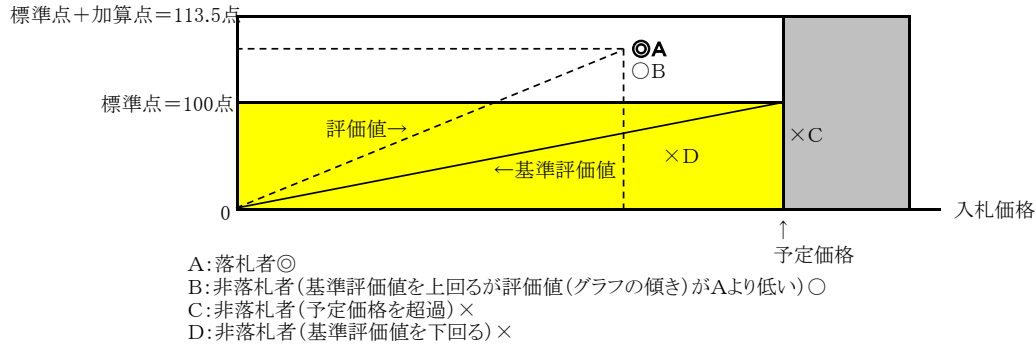 標準点＋加算点＝113.5点
◎A
○B
標準点＝100点
評価値→
×C
×D
←基準評価値
0
入札価格
↑
予定価格
A：落札者◎
B：非落札者（基準評価値を上回るが評価値（グラフの傾き）がAより低い）○
C：非落札者（予定価格を超過）×
D：非落札者（基準評価値を下回る）×